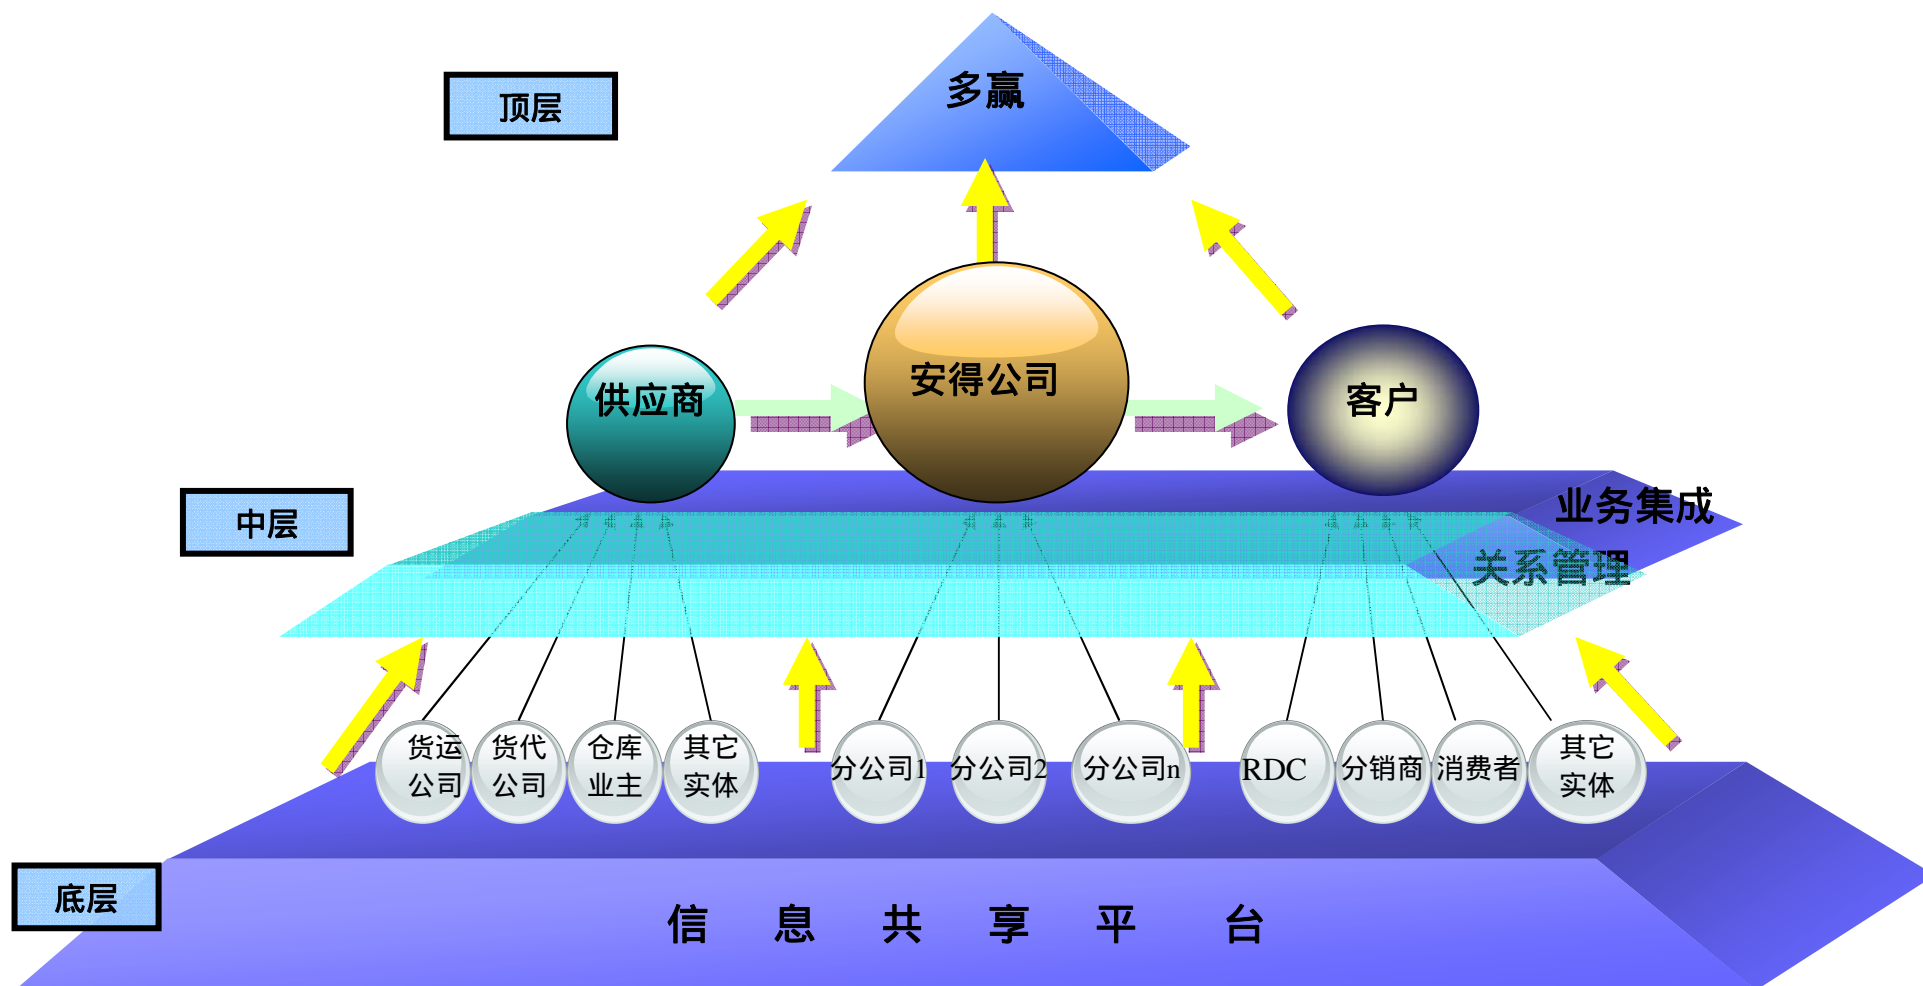 多赢
顶层
供应商
安得公司
客户
中层
业务集成
关系管理
货运
公司
货代
公司
仓库
业主
其它
实体
分公司1
分公司2
分公司n
RDC
分销商
消费者
其它
实体
底层
信 息 共 享 平 台